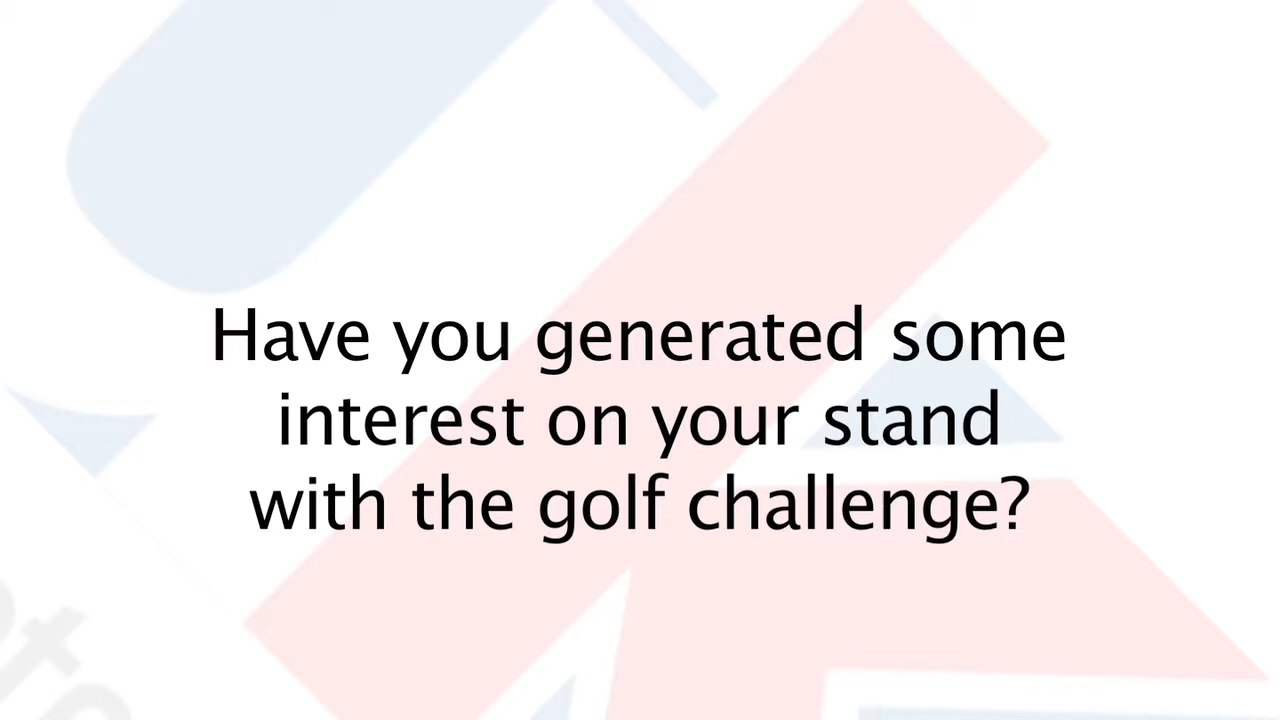 Have you generated some
interest on your stand
with the golf challenge?